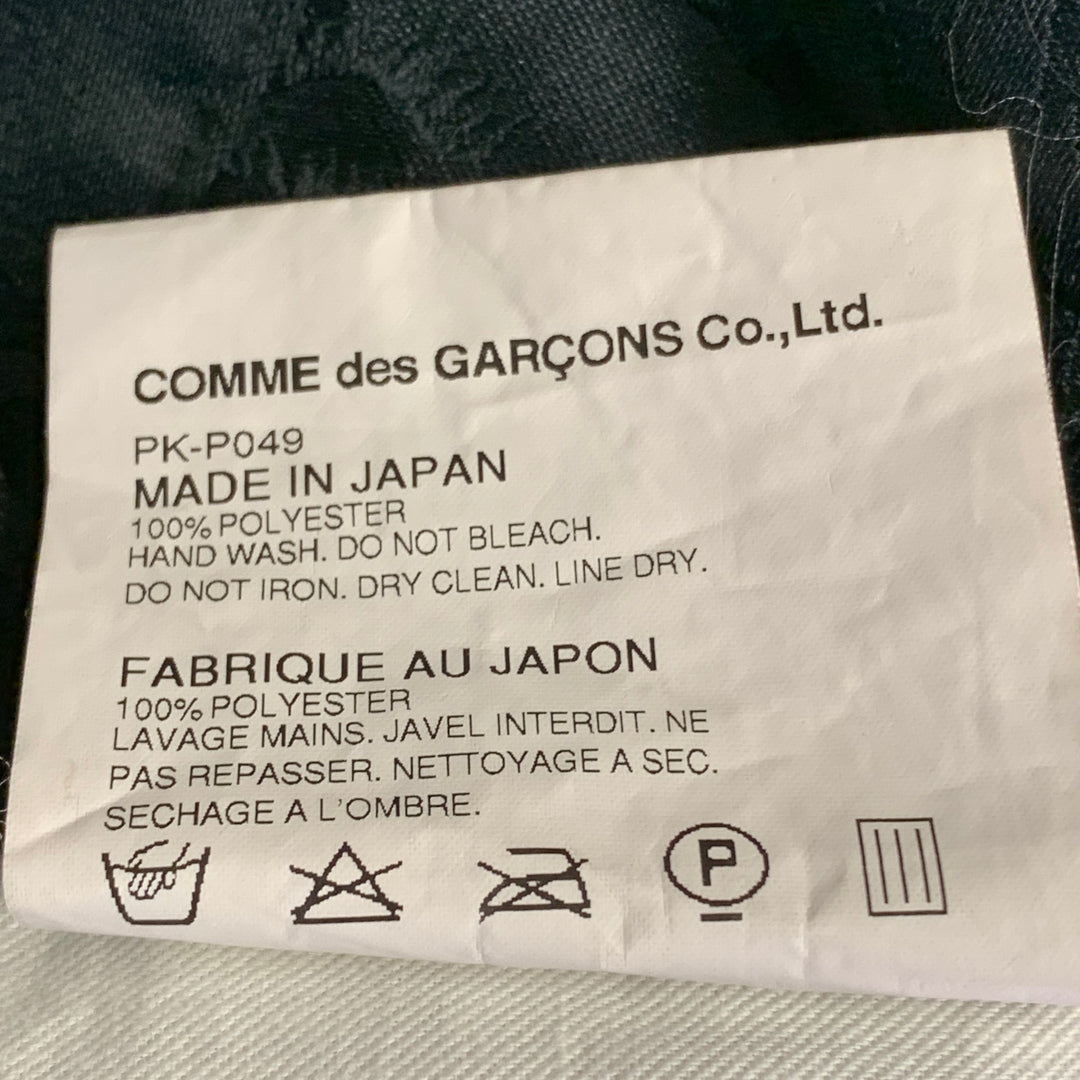 COMME des GARÇONS Co.,Ltd.
PK-P049
MADE IN JAPAN
100% POLYESTER
HAND WASH. DO NOT BLEACH.
DO NOT IRON. DRY CLEAN. LINE DRY.
FABRIQUE AU JAPON
100% POLYESTER
LAVAGE MAINS. JAVEL INTERDIT. NE
PAS REPASSER. NETTOYAGE A SEC.
SECHAGE A L'OMBRE.
P